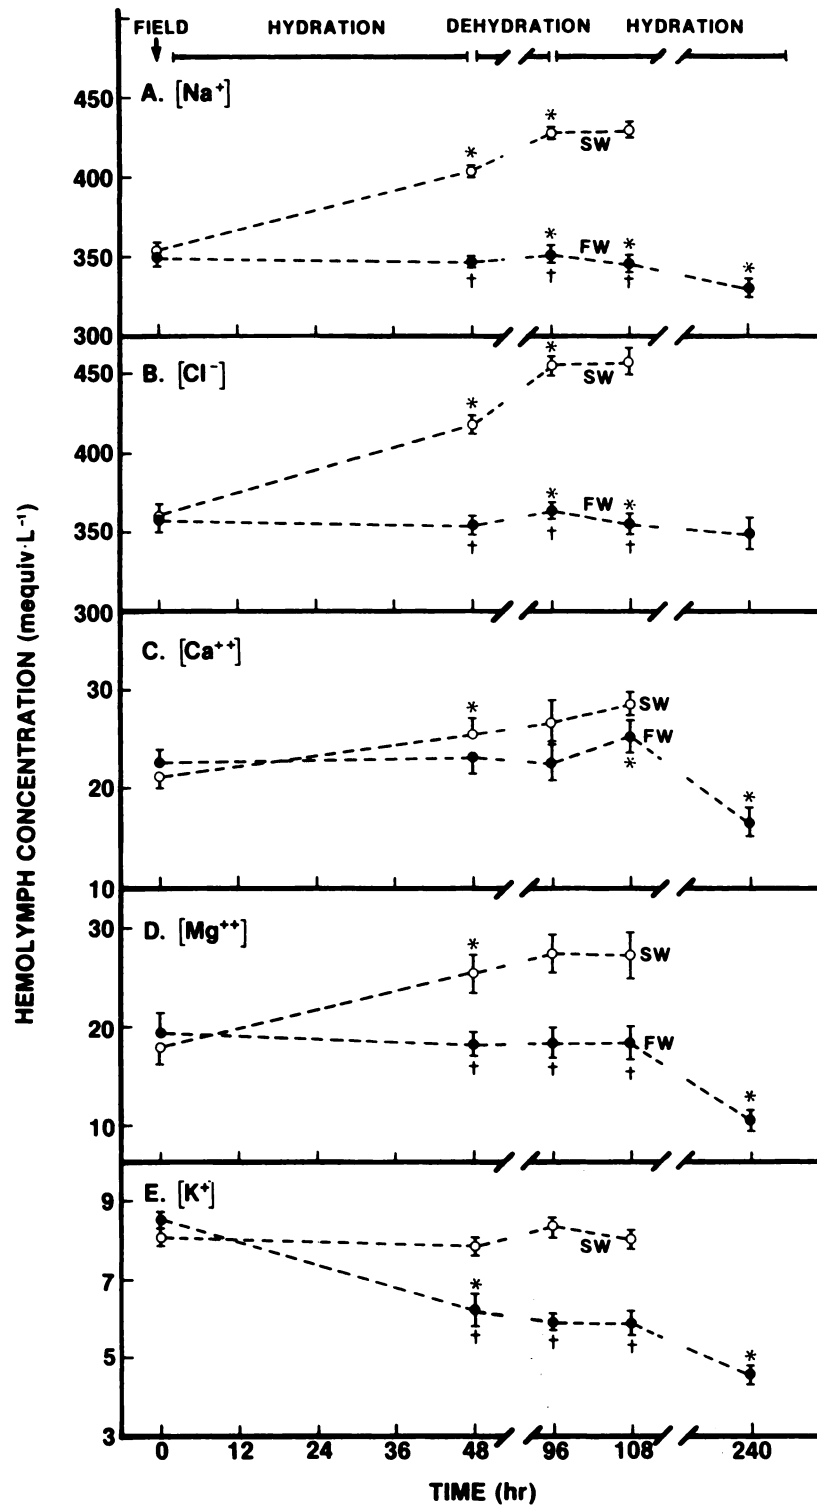 FIELD HYDRATION DEHYDRATION HYDRATION
A. [Na⁺]
450
*
*
SW
400
*
350
FW
*
*
*
†
†
†
300
B. [Cl⁻]
450
*
SW
*
400
350
FW
*
*
†
†
†
300
C. [Ca⁺⁺]
30
SW
*
FW
*
20
*
10
D. [Mg⁺⁺]
30
*
SW
20
FW
†
†
†
*
10
E. [K⁺]
9
SW
7
*
†
†
†
5
*
3
0 12 24 36 48 96 108 240
TIME (hr)
HEMOLYMPH CONCENTRATION (mequiv·L⁻¹)